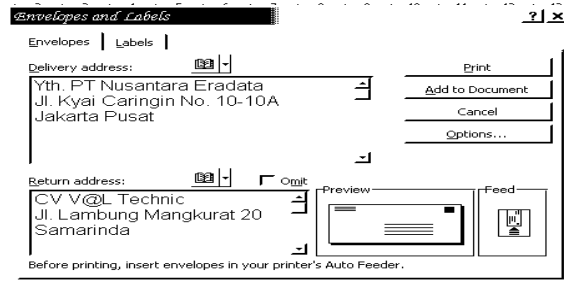 Envelopes and Labels
Envelopes Labels
Delivery address:
Yth. PT Nusantara Eradata
Jl. Kyai Caringin No. 10-10A
Jakarta Pusat
Print
Add to Document
Cancel
Options...
Return address:
Omit
CV V@L Technic
Jl. Lambung Mangkurat 20
Samarinda
Preview
Feed
Before printing, insert envelopes in your printer's Auto Feeder.